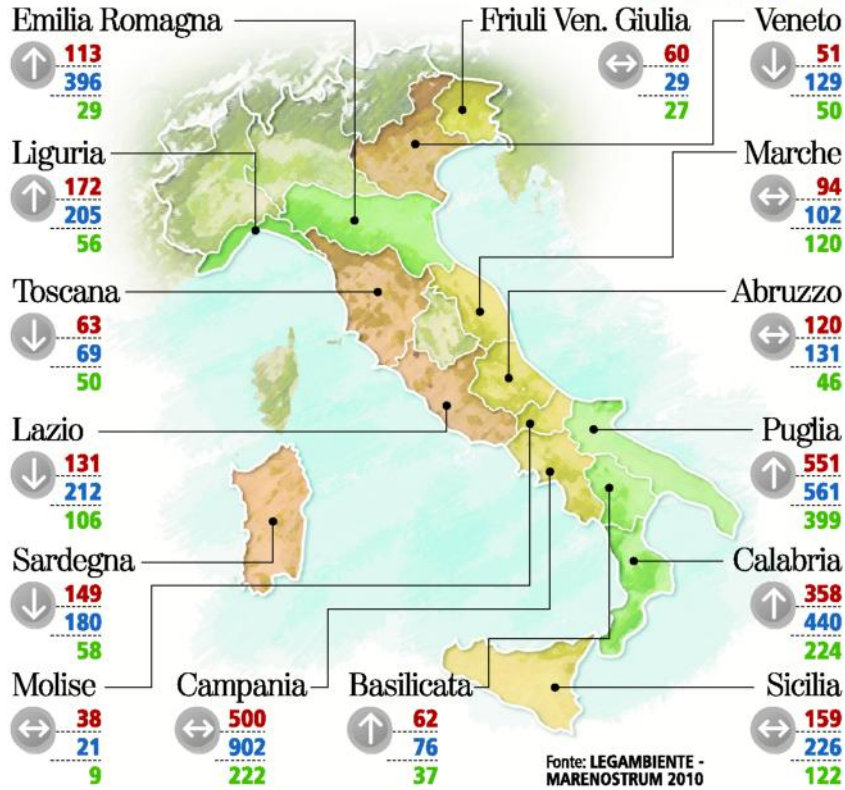 Emilia Romagna
113
396
29
Friuli Ven. Giulia
60
29
27
Veneto
51
129
50
Liguria
172
205
56
Marche
94
102
120
Toscana
63
69
50
Abruzzo
120
131
46
Lazio
131
212
106
Puglia
551
561
399
Sardegna
149
180
58
Calabria
358
440
224
Molise
38
21
9
Campania
500
902
222
Basilicata
62
76
37
Sicilia
159
226
122
Fonte: LEGAMBIENTE -
MARENOSTRUM 2010